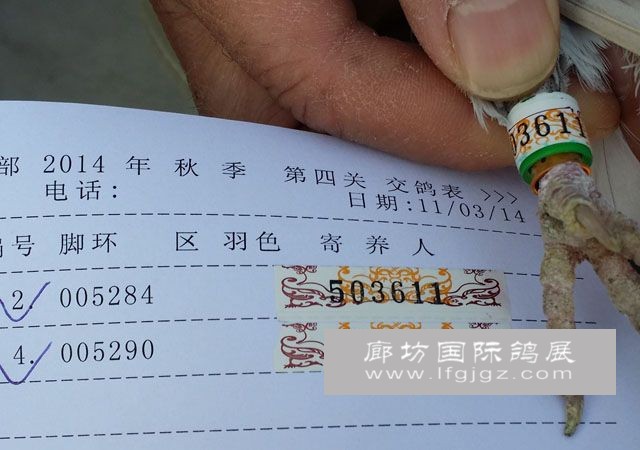 部 2014 年 秋 季 第四关 交鸽表 >>>
电话: 日期:11/03/14
号 脚环 区 羽色 寄 养 人
2. 005284 503611
4. 005290
03611
廊坊国际鸽展
www.lfgjgz.com